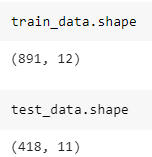 train_data.shape
(891, 12)
test_data.shape
(418, 11)